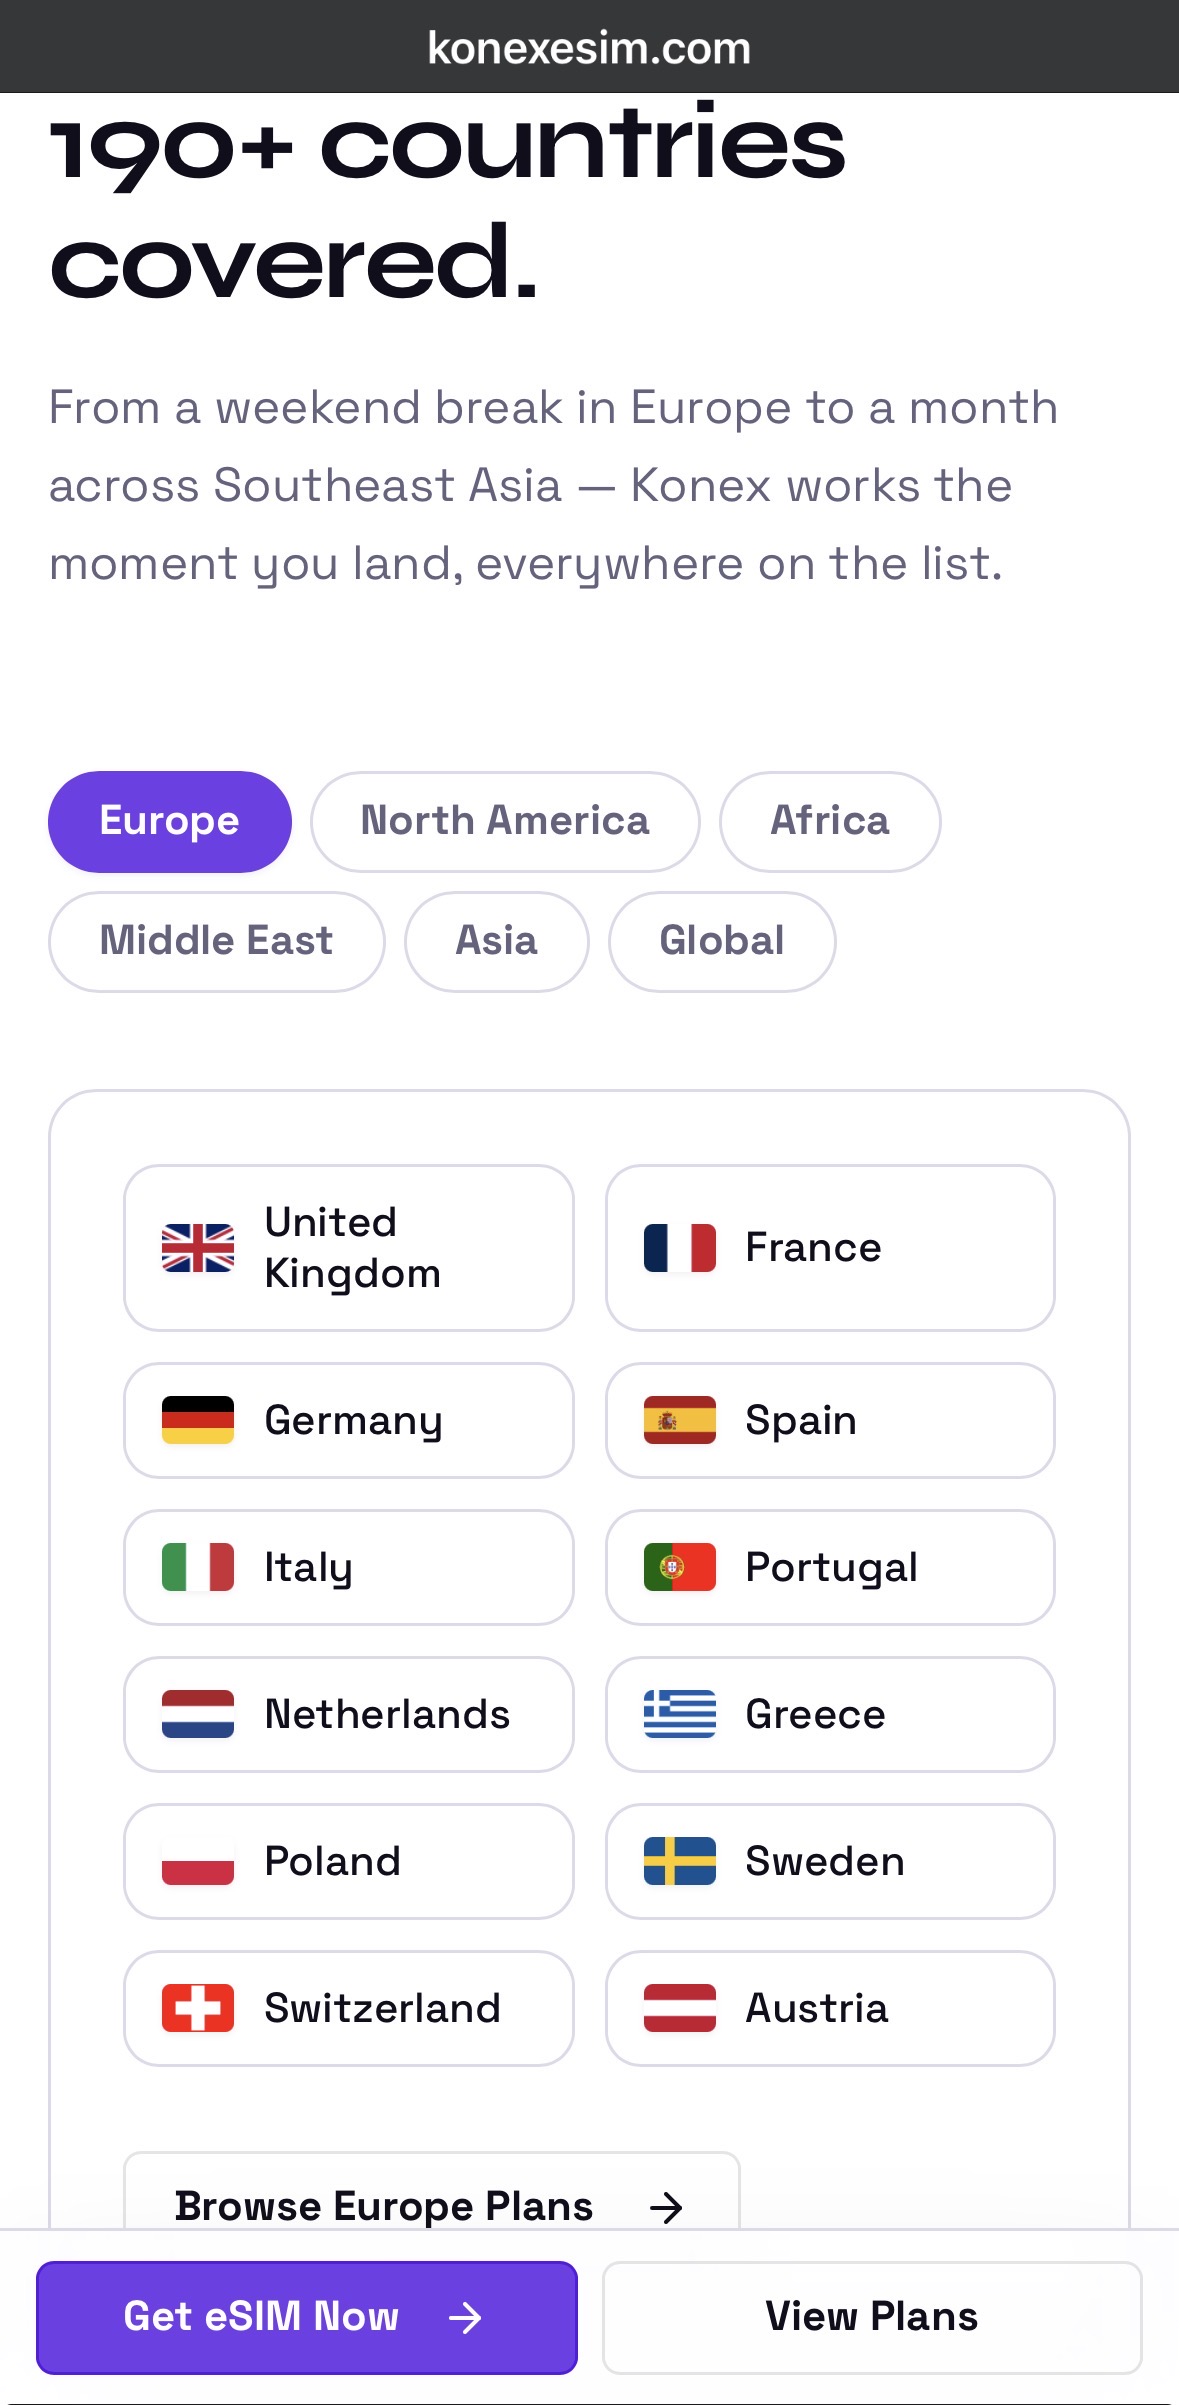 konexesim.com
190+ countries
covered.
From a weekend break in Europe to a month
across Southeast Asia — Konex works the
moment you land, everywhere on the list.
Europe
North America
Africa
Middle East
Asia
Global
United
Kingdom
France
Germany
Spain
Italy
Portugal
Netherlands
Greece
Poland
Sweden
Switzerland
Austria
Browse Europe Plans →
Get eSIM Now →
View Plans